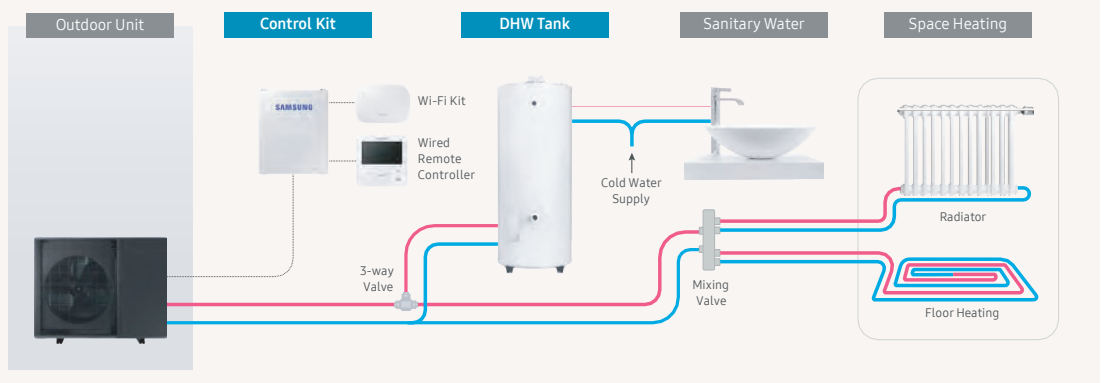 Outdoor Unit
Control Kit
DHW Tank
Sanitary Water
Space Heating
SAMSUNG
Wi-Fi Kit
Wired
Remote
Controller
Cold Water
Supply
Radiator
3-way
Valve
Mixing
Valve
Floor Heating